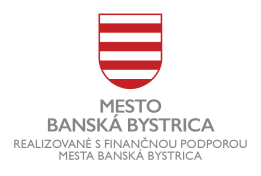 MESTO
BANSKÁ BYSTRICA
REALIZOVANÉ S FINANČNOU PODPOROU
MESTA BANSKÁ BYSTRICA